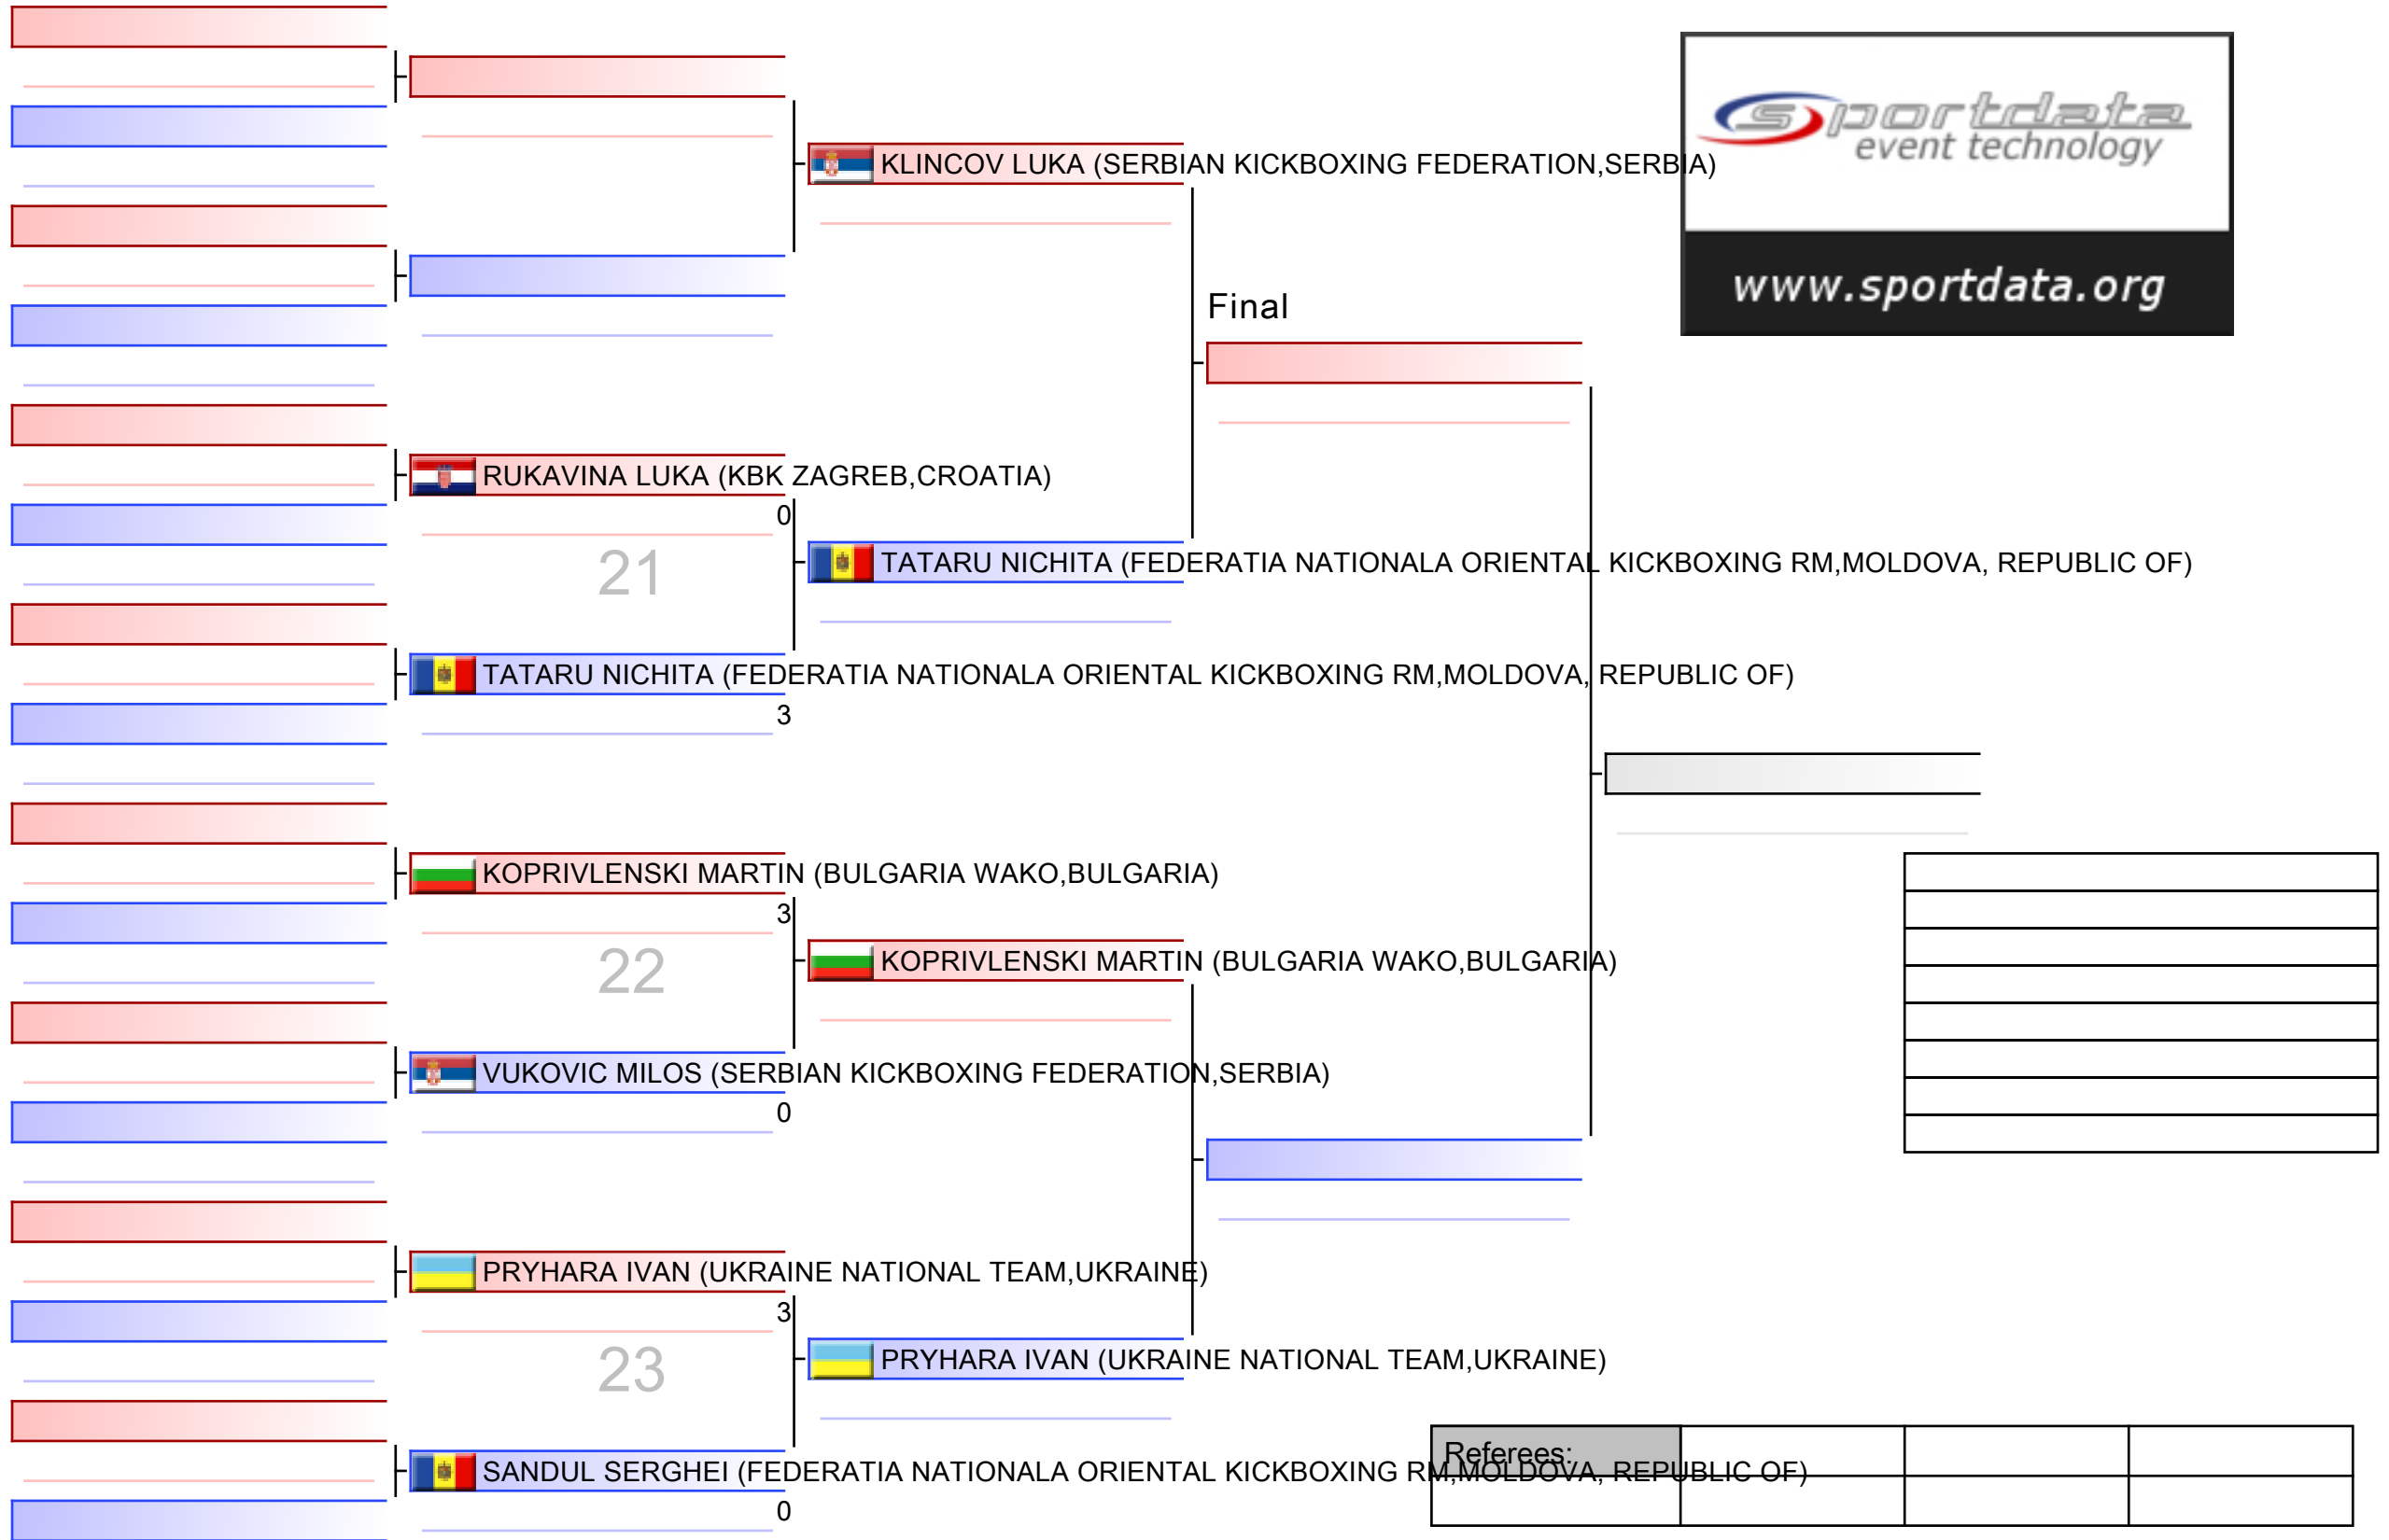 sportdata
event technology
www.sportdata.org
KLINCOV LUKA (SERBIAN KICKBOXING FEDERATION,SERBIA)
Final
RUKAVINA LUKA (KBK ZAGREB,CROATIA)
0
21
TATARU NICHITA (FEDERATIA NATIONALA ORIENTAL KICKBOXING RM,MOLDOVA, REPUBLIC OF)
TATARU NICHITA (FEDERATIA NATIONALA ORIENTAL KICKBOXING RM,MOLDOVA, REPUBLIC OF)
3
KOPRIVLENSKI MARTIN (BULGARIA WAKO,BULGARIA)
3
22
KOPRIVLENSKI MARTIN (BULGARIA WAKO,BULGARIA)
VUKOVIC MILOS (SERBIAN KICKBOXING FEDERATION,SERBIA)
0
PRYHARA IVAN (UKRAINE NATIONAL TEAM,UKRAINE)
3
23
PRYHARA IVAN (UKRAINE NATIONAL TEAM,UKRAINE)
Referees:
SANDUL SERGHEI (FEDERATIA NATIONALA ORIENTAL KICKBOXING RM,MOLDOVA, REPUBLIC OF)
0